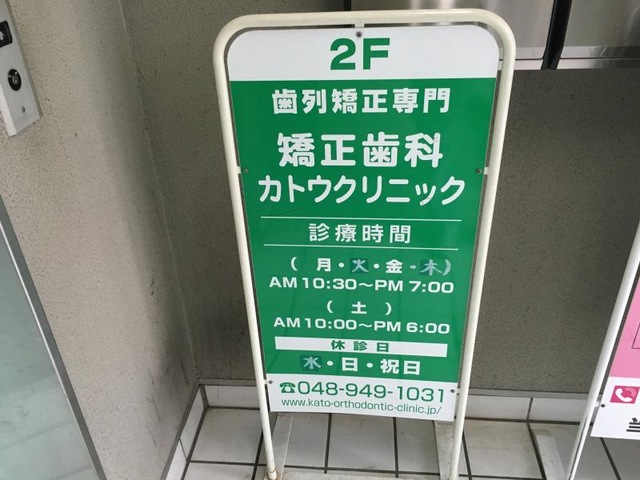 2F
歯列矯正専門
矯正歯科
カトウクリニック
診療時間
( 月・火・金・木)
AM 10:30～PM 7:00
( 土 )
AM 10:00～PM 6:00
休診日
水・日・祝日
☎048-949-1031
www.kato-orthodontic-clinic.jp/
当